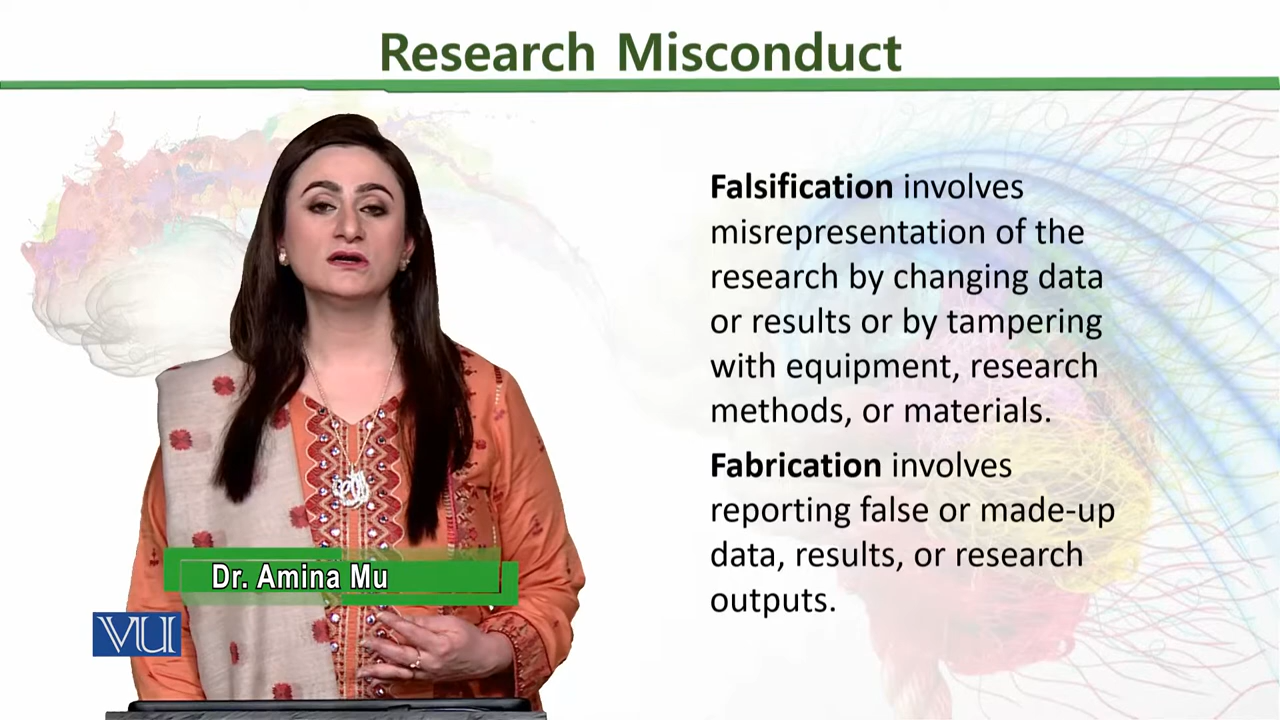 Research Misconduct
Falsification involves
misrepresentation of the
research by changing data
or results or by tampering
with equipment, research
methods, or materials.
Fabrication involves
reporting false or made-up
data, results, or research
outputs.
Dr. Amina Mu
VU